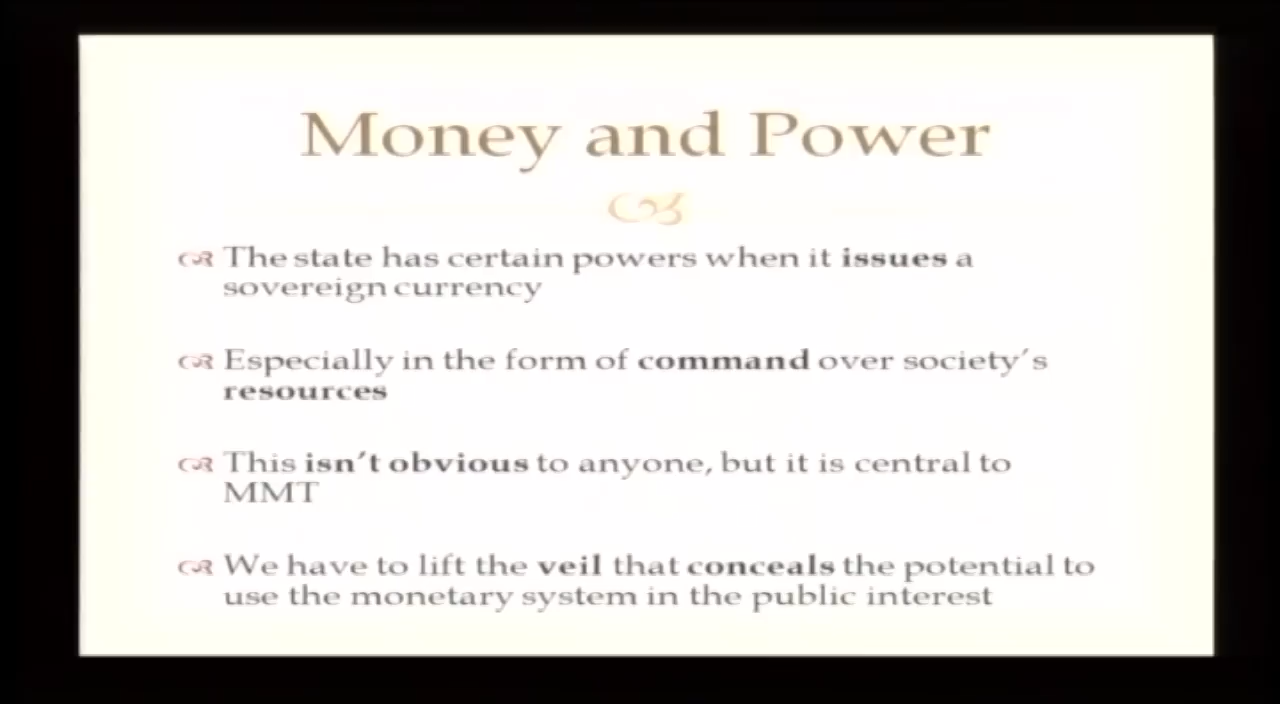 Money and Power
The state has certain powers when it issues a
sovereign currency
Especially in the form of command over society's
resources
This isn't obvious to anyone, but it is central to
MMT
We have to lift the veil that conceals the potential to
use the monetary system in the public interest